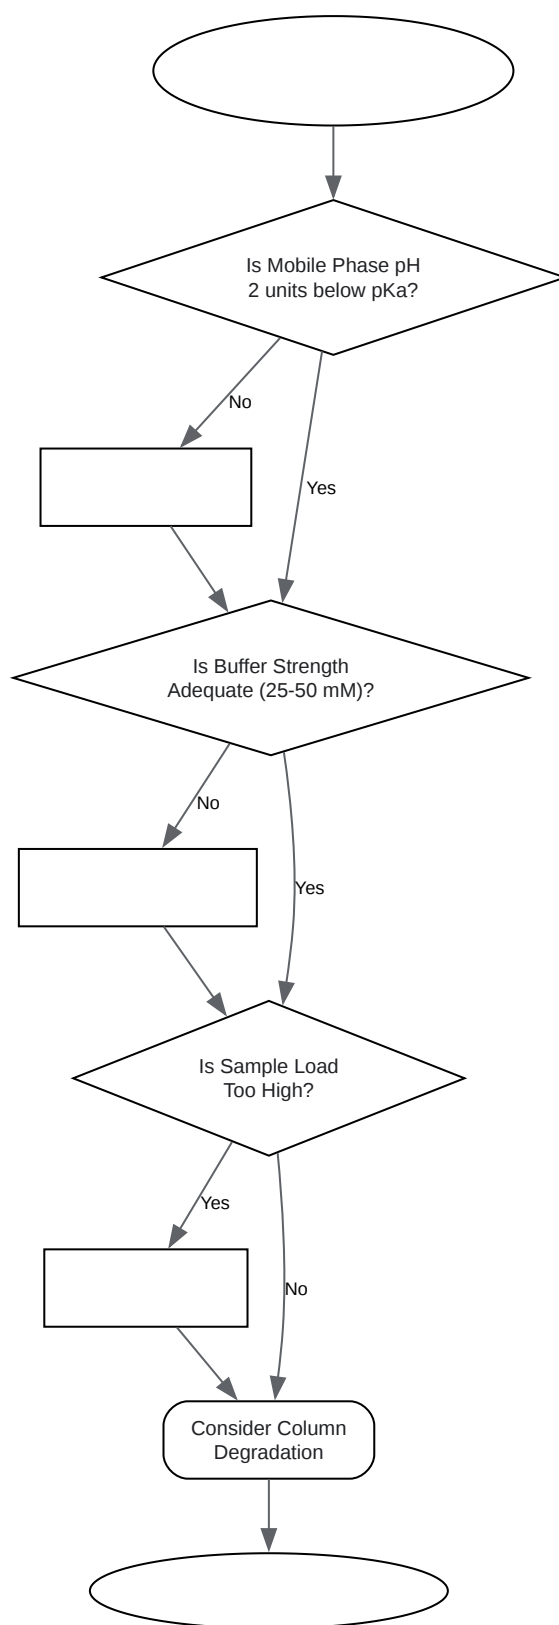 Is Mobile Phase pH
2 units below pKa?
No
Yes
Is Buffer Strength
Adequate (25-50 mM)?
No
Yes
Is Sample Load
Too High?
Yes
No
Consider Column
Degradation